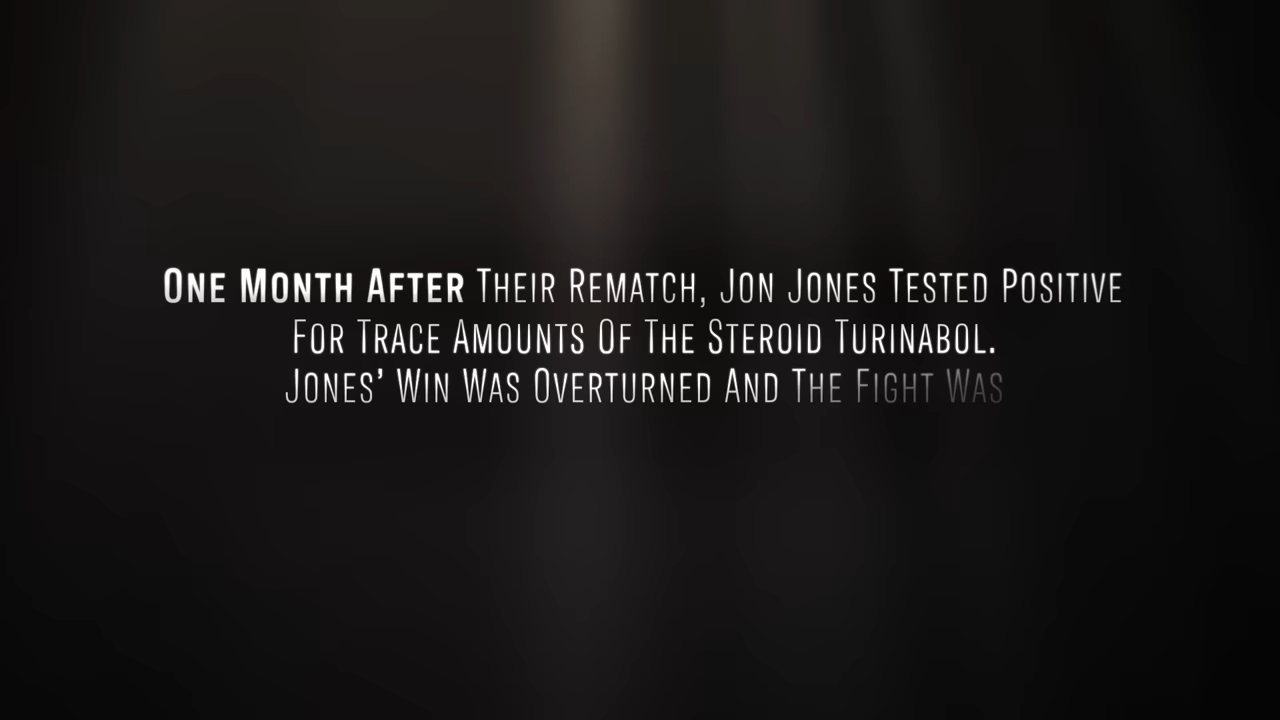 One Month After Their Rematch, Jon Jones Tested Positive
For Trace Amounts Of The Steroid Turinabol.
Jones’ Win Was Overturned And The Fight Was